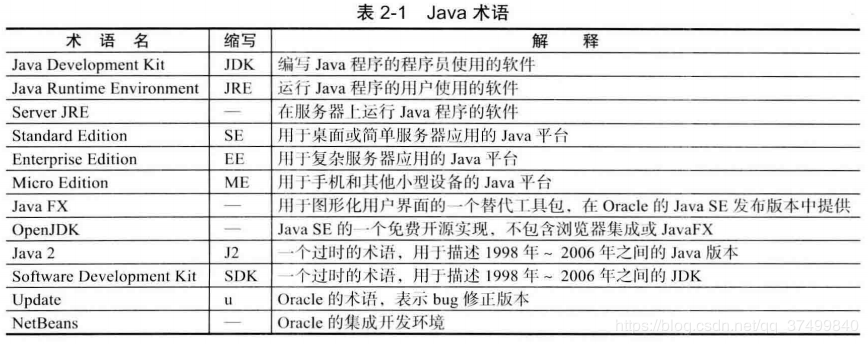 表 2-1 Java 术语
术 语 名 缩写 解 释
Java Development Kit JDK 编写 Java 程序的程序员使用的软件
Java Runtime Environment JRE 运行 Java 程序的用户使用的软件
Server JRE — 在服务器上运行 Java 程序的软件
Standard Edition SE 用于桌面或简单服务器应用的 Java 平台
Enterprise Edition EE 用于复杂服务器应用的 Java 平台
Micro Edition ME 用于手机和其他小型设备的 Java 平台
Java FX — 用于图形化用户界面的一个替代工具包，在 Oracle 的 Java SE 发布版本中提供
OpenJDK — Java SE 的一个免费开源实现，不包含浏览器集成或 JavaFX
Java 2 J2 一个过时的术语，用于描述 1998 年 ~ 2006 年之间的 Java 版本
Software Development Kit SDK 一个过时的术语，用于描述 1998 年 ~ 2006 年之间的 JDK
Update u Oracle 的术语，表示 bug 修正版本
NetBeans — Oracle 的集成开发环境
https://blog.csdn.net/qq_37499840